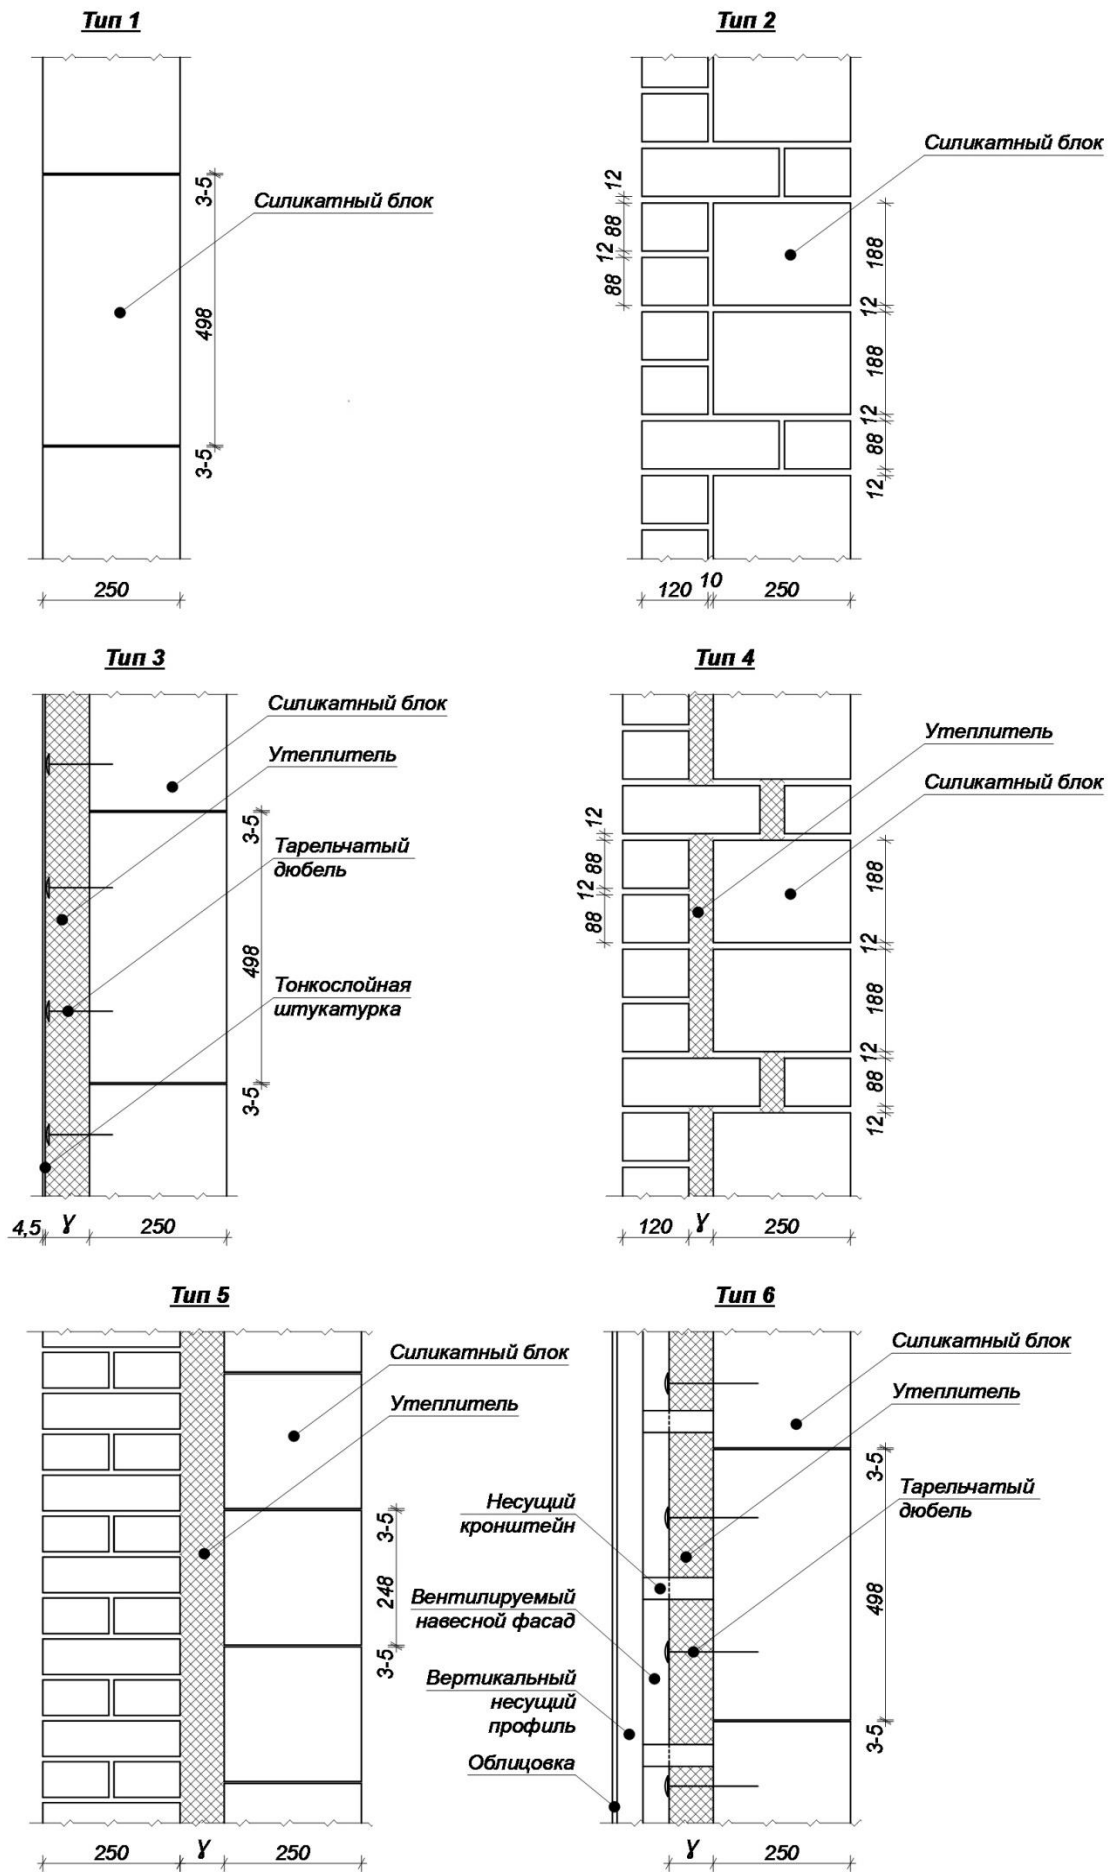 Тип 1
Силикатный блок
3-5
498
3-5
250
Тип 2
Силикатный блок
12
88
12
88
188
12
188
12
88
12
120
10
250
Тип 3
Силикатный блок
Утеплитель
Тарельчатый
дюбель
Тонкослойная
штукатурка
3-5
498
3-5
4,5
γ
250
Тип 4
Утеплитель
Силикатный блок
12
88
12
88
188
12
188
12
88
12
120
γ
250
Тип 5
Силикатный блок
Утеплитель
3-5
248
3-5
250
γ
250
Тип 6
Силикатный блок
Утеплитель
Тарельчатый
дюбель
Несущий
кронштейн
Вентилируемый
навесной фасад
Вертикальный
несущий
профиль
Облицовка
3-5
498
3-5
γ
250